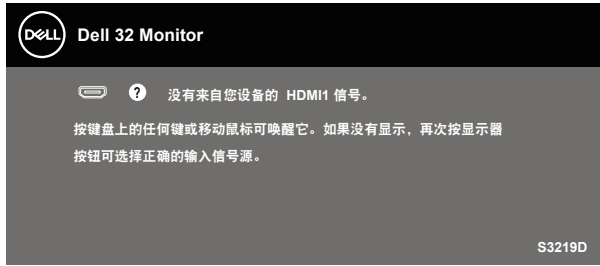 DELL Dell 32 Monitor
? 没有来自您设备的 HDMI1 信号。
按键盘上的任何键或移动鼠标可唤醒它。如果没有显示，再次按显示器
按钮可选择正确的输入信号源。
S3219D